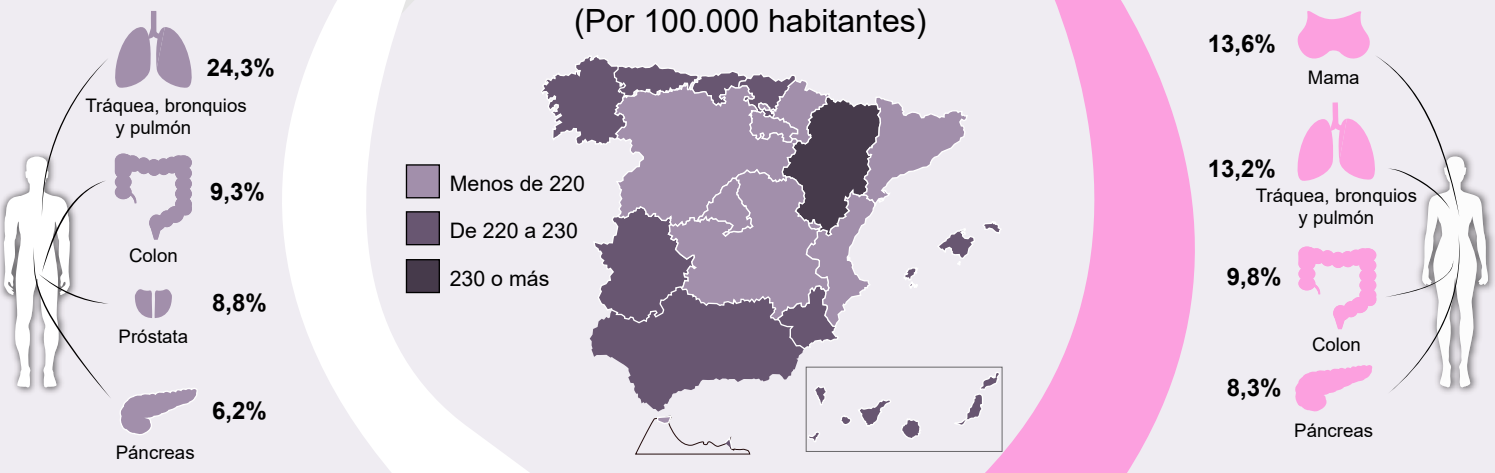 (Por 100.000 habitantes)
24,3%
Tráquea, bronquios
y pulmón
9,3%
Colon
8,8%
Próstata
6,2%
Páncreas
Menos de 220
De 220 a 230
230 o más
13,6%
Mama
13,2%
Tráquea, bronquios
y pulmón
9,8%
Colon
8,3%
Páncreas